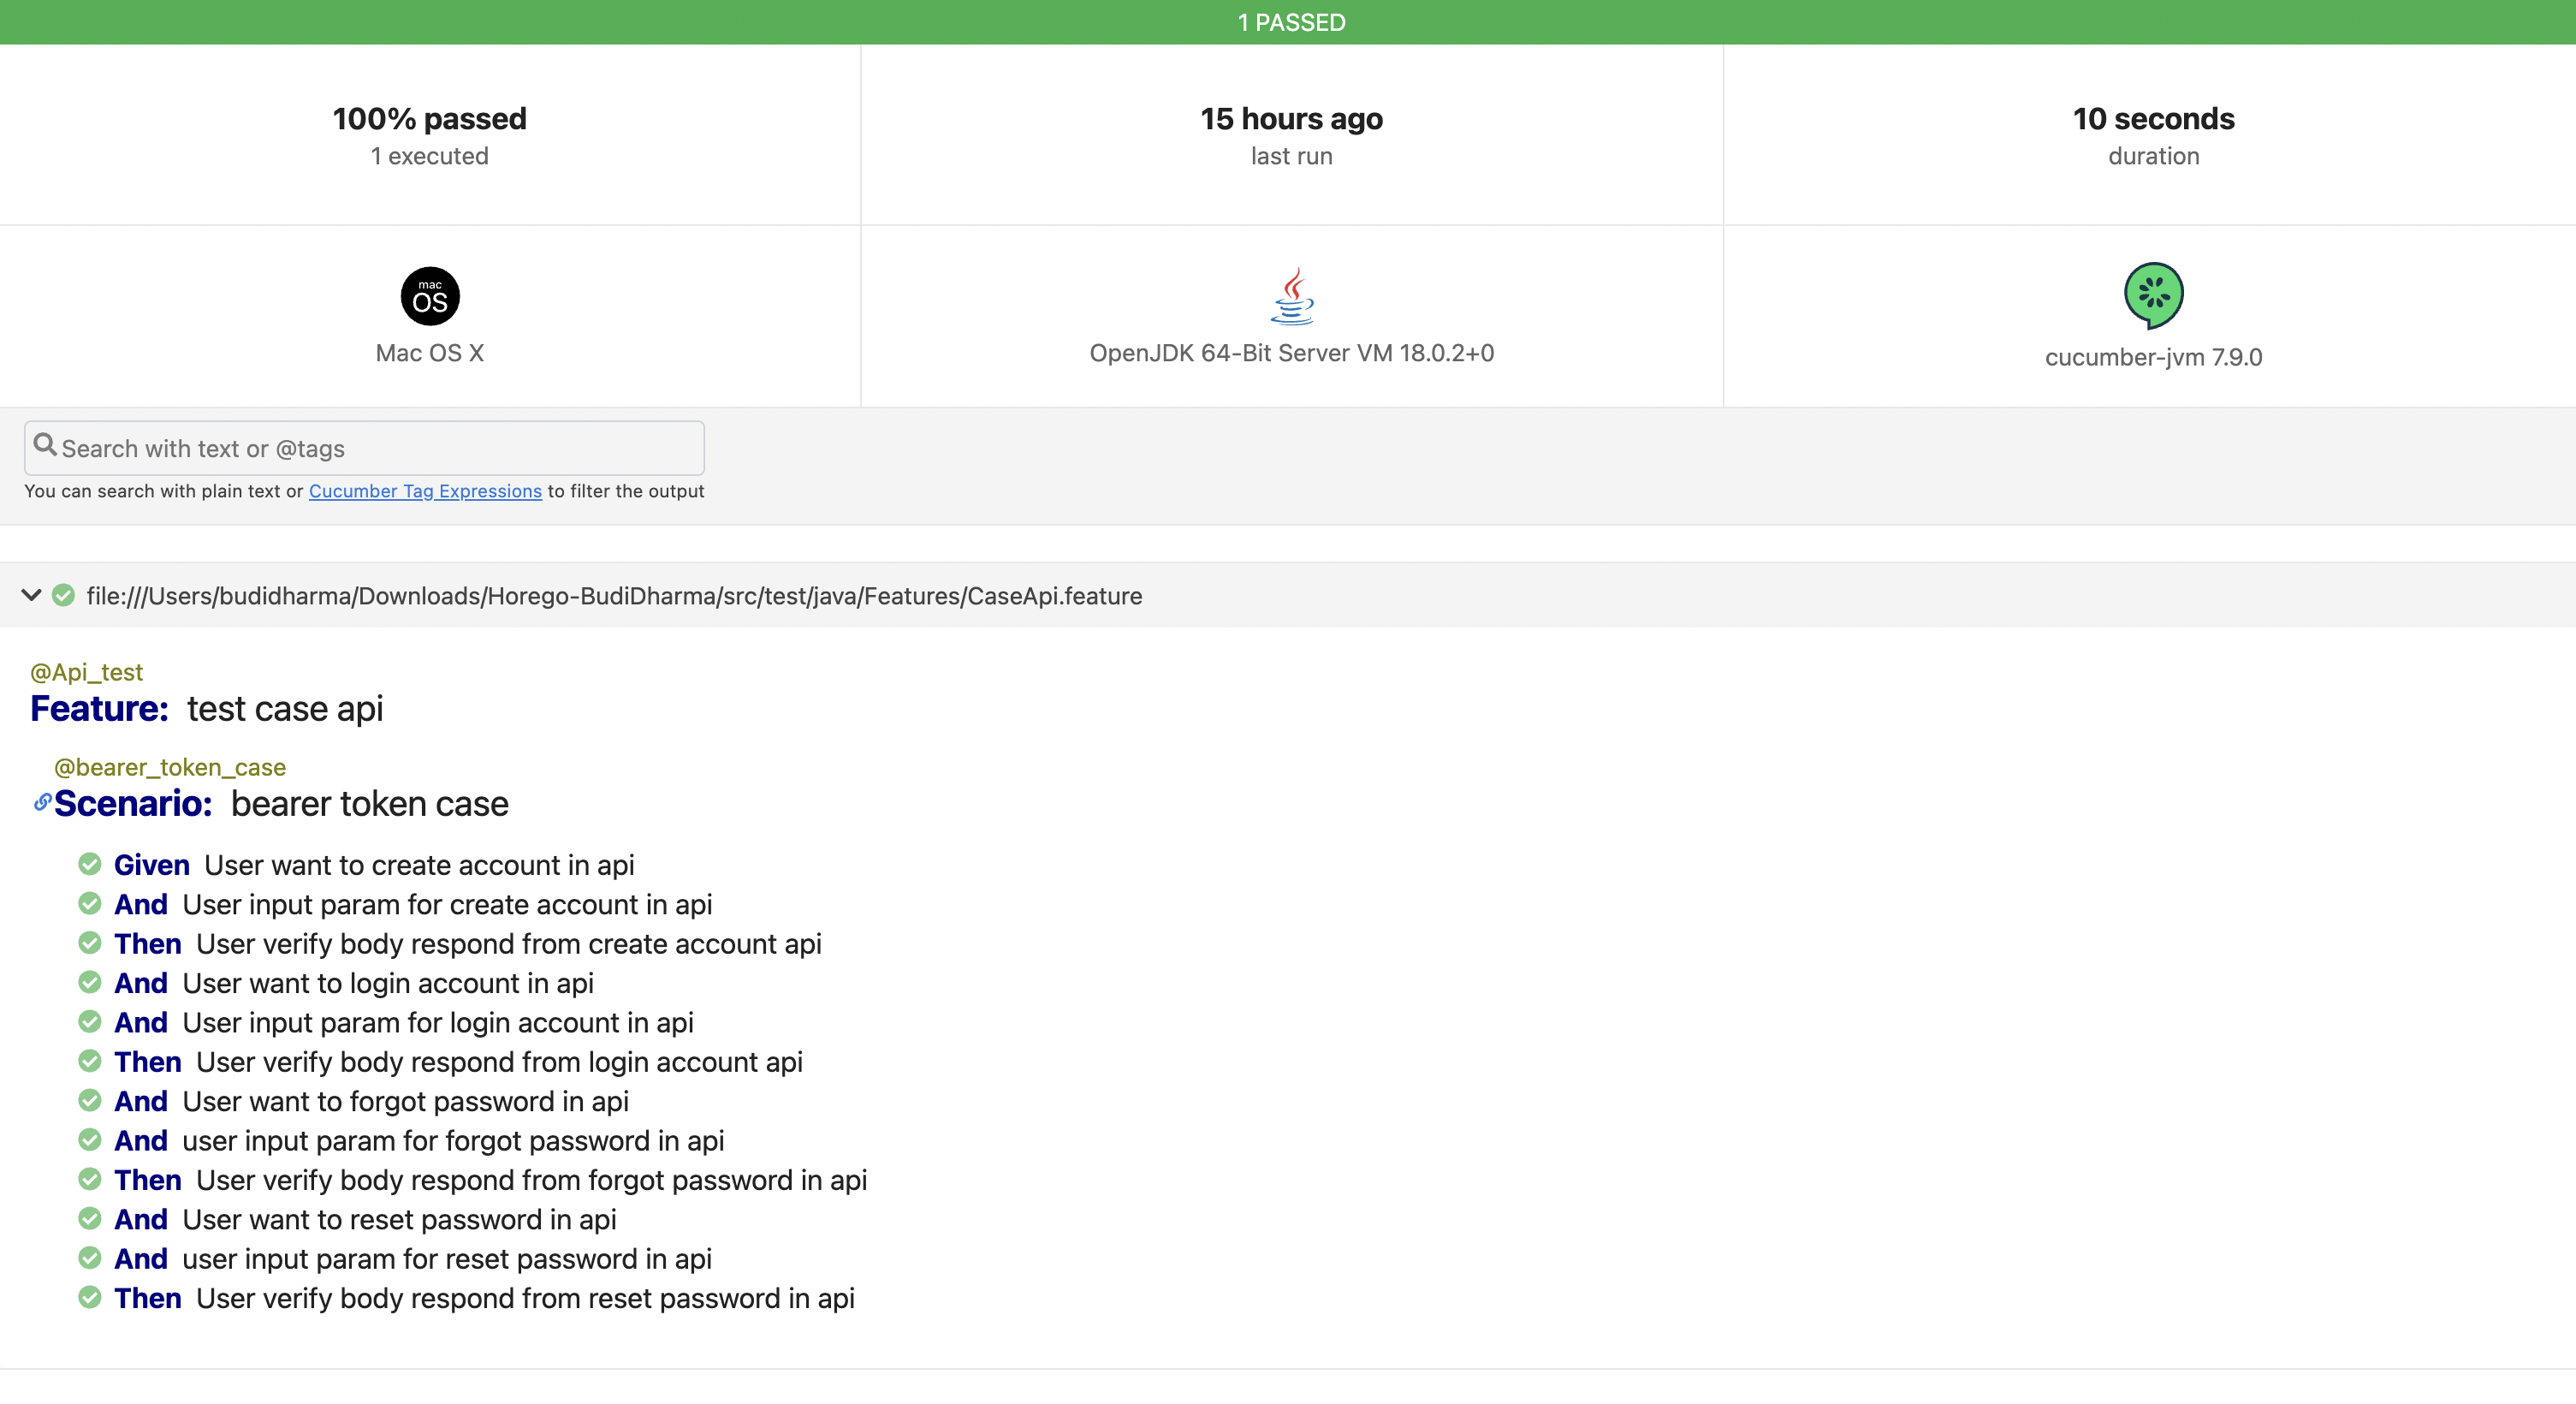 1 PASSED
100% passed
1 executed
15 hours ago
last run
10 seconds
duration
mac
OS
Mac OS X
OpenJDK 64-Bit Server VM 18.0.2+0
cucumber-jvm 7.9.0
Search with text or @tags
You can search with plain text or Cucumber Tag Expressions to filter the output
file:///Users/budidharma/Downloads/Horego-BudiDharma/src/test/java/Features/CaseApi.feature
@Api_test
Feature: test case api
@bearer_token_case
Scenario: bearer token case
Given User want to create account in api
And User input param for create account in api
Then User verify body respond from create account api
And User want to login account in api
And User input param for login account in api
Then User verify body respond from login account api
And User want to forgot password in api
And user input param for forgot password in api
Then User verify body respond from forgot password in api
And User want to reset password in api
And user input param for reset password in api
Then User verify body respond from reset password in api